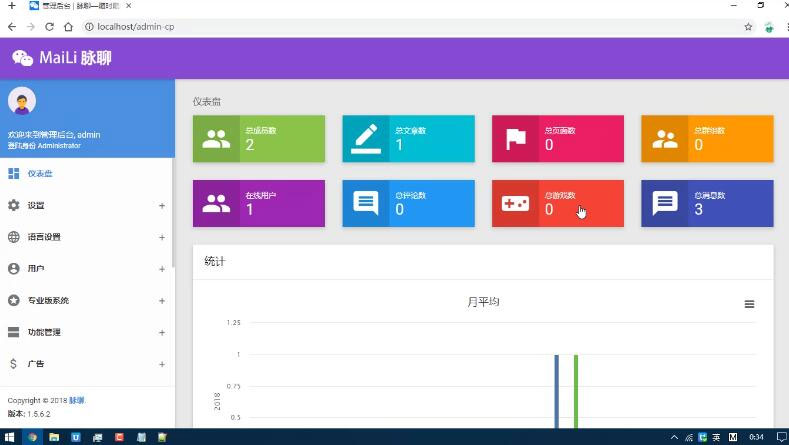 管理后台 | 脉聊—随时随
localhost/admin-cp
MaiLi 脉聊
欢迎来到管理后台, admin
登陆身份 Administrator
仪表盘
设置 +
语言设置 +
用户 +
专业版系统 +
功能管理 +
广告 +
Copyright © 2018 脉聊.
版本: 1.5.6.2
仪表盘
总成员数
2
总文章数
1
总页面数
0
总群组数
0
在线用户
1
总评论数
0
总游戏数
0
总消息数
3
统计
月平均
1.25
1
0.75
0.5
2018
英
M
0:34